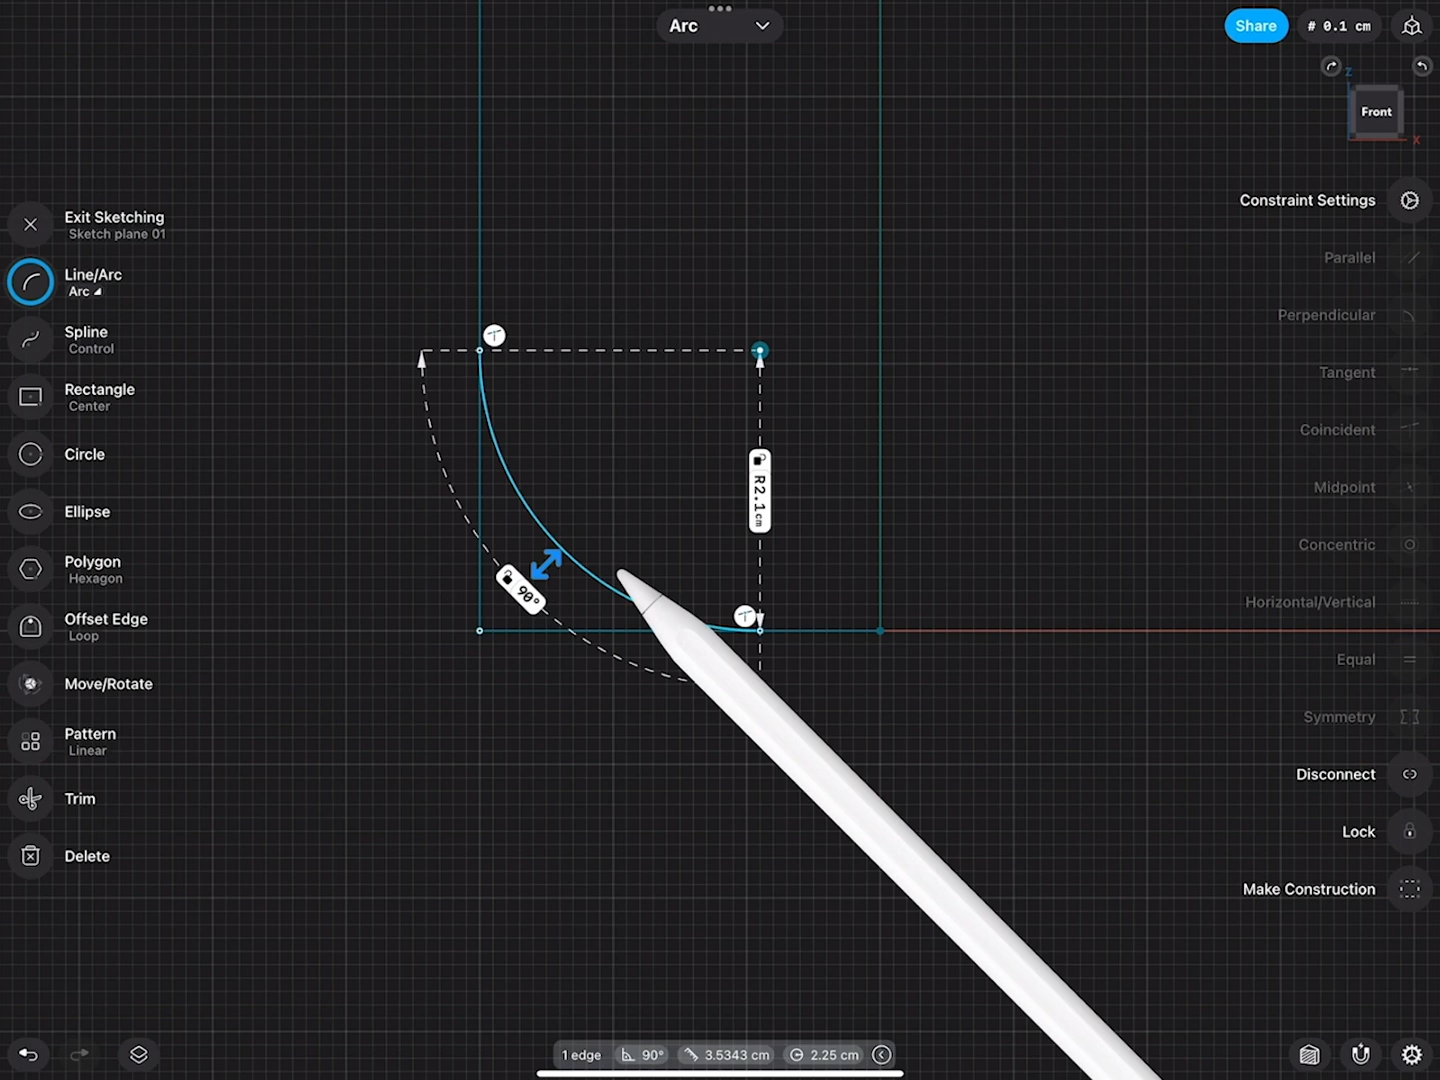 Arc
Share
# 0.1 cm
Z
Front
X
Exit Sketching
Sketch plane 01
Line/Arc
Arc
Spline
Control
Rectangle
Center
Circle
Ellipse
Polygon
Hexagon
Offset Edge
Loop
Move/Rotate
Pattern
Linear
Trim
Delete
R2.1cm
90°
Constraint Settings
Parallel
Perpendicular
Tangent
Coincident
Midpoint
Concentric
Horizontal/Vertical
Equal
Symmetry
Disconnect
Lock
Make Construction
1 edge 90° 3.5343 cm 2.25 cm